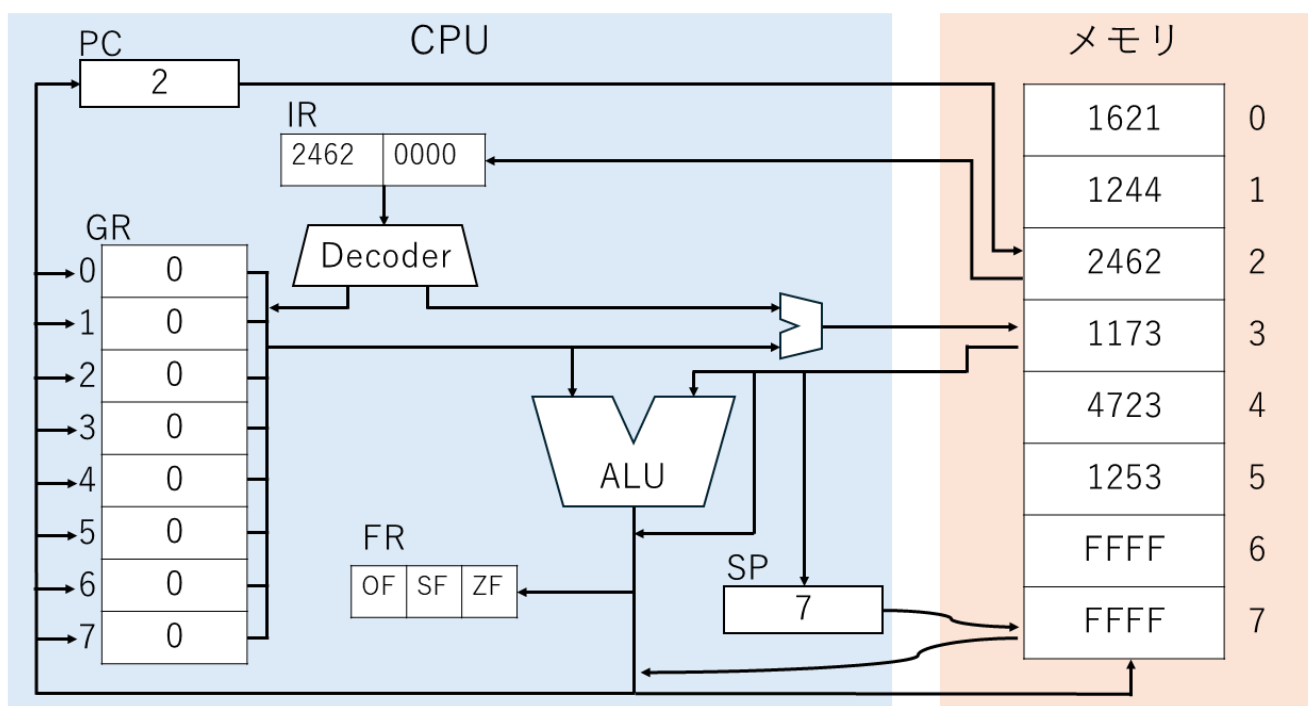 CPU
メモリ
PC
2
IR
2462 0000
Decoder
GR
0 0
1 0
2 0
3 0
4 0
5 0
6 0
7 0
ALU
FR
OF SF ZF
SP
7
1621 0
1244 1
2462 2
1173 3
4723 4
1253 5
FFFF 6
FFFF 7